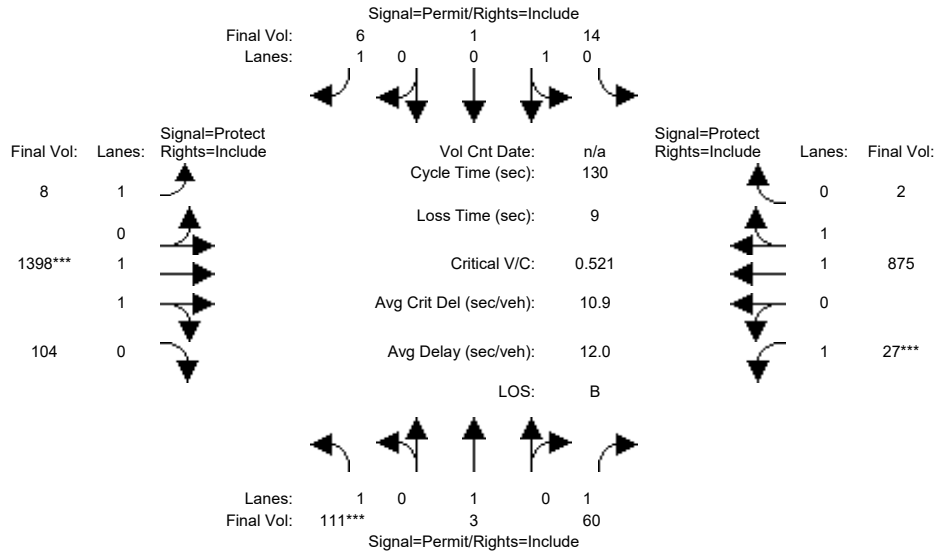 Signal=Permit/Rights=Include
Final Vol: 6 1 14
Lanes: 1 0 0 1 0
Signal=Protect Signal=Protect
Final Vol: Lanes: Rights=Include Vol Cnt Date: n/a Rights=Include Lanes: Final Vol:
Cycle Time (sec): 130
8 1 0 2
Loss Time (sec): 9
0 1
1398*** 1 Critical V/C: 0.521 1 875
1 Avg Crit Del (sec/veh): 10.9 0
104 0 Avg Delay (sec/veh): 12.0 1 27***
LOS: B
Lanes: 1 0 1 0 1
Final Vol: 111*** 3 60
Signal=Permit/Rights=Include